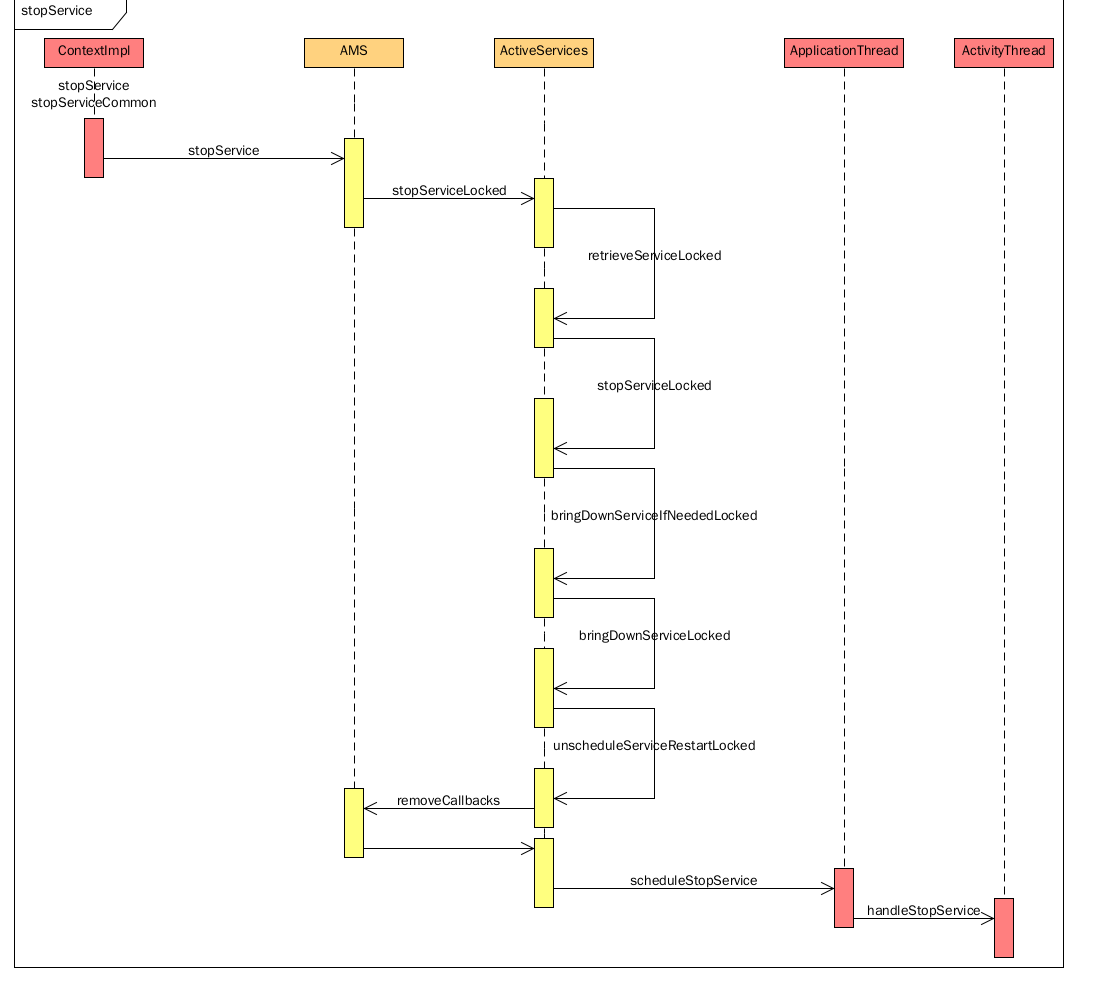 stopService
ContextImpl
AMS
ActiveServices
ApplicationThread
ActivityThread
stopService
stopServiceCommon
stopService
stopServiceLocked
retrieveServiceLocked
stopServiceLocked
bringDownServiceIfNeededLocked
bringDownServiceLocked
unscheduleServiceRestartLocked
removeCallbacks
scheduleStopService
handleStopService